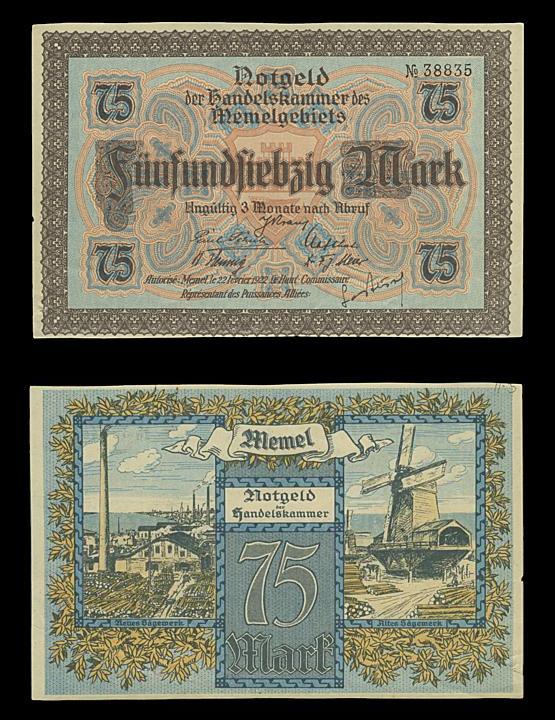 Notgeld
№ 38835
der Handelskammer des
Memelgebiets
75 75
Fünfundsiebzig Mark
Ungültig 3 Monate nach Abruf
75 75
Autorisé: Memel, le 22 fevrier 1922. Le Haut-Commissaire
Représentant des Puissances Alliées:
Memel
Notgeld
der
Handelskammer
75
Mark
Neues Sägewerk
Altes Sägewerk